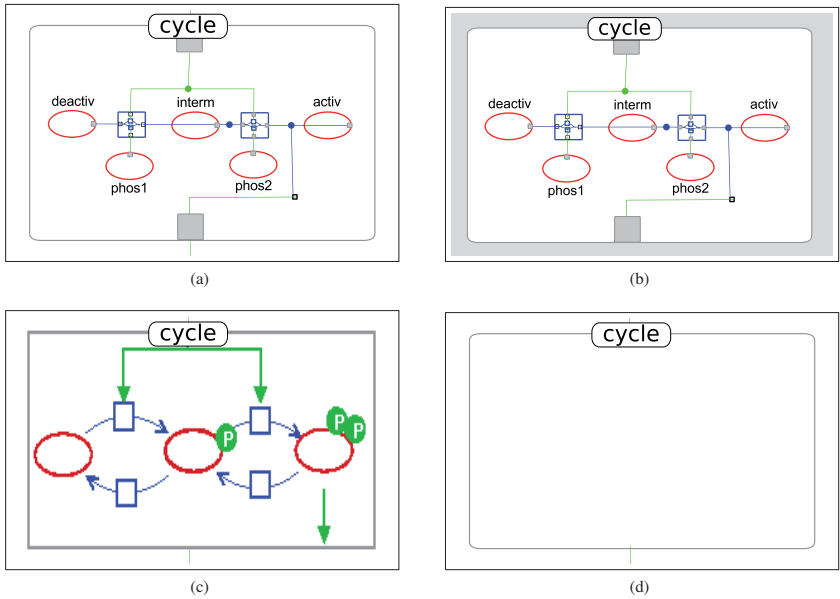 cycle
deactiv
interm
activ
phos1
phos2
(a)
cycle
deactiv
interm
activ
phos1
phos2
(b)
cycle
P
P
P
(c)
cycle
(d)